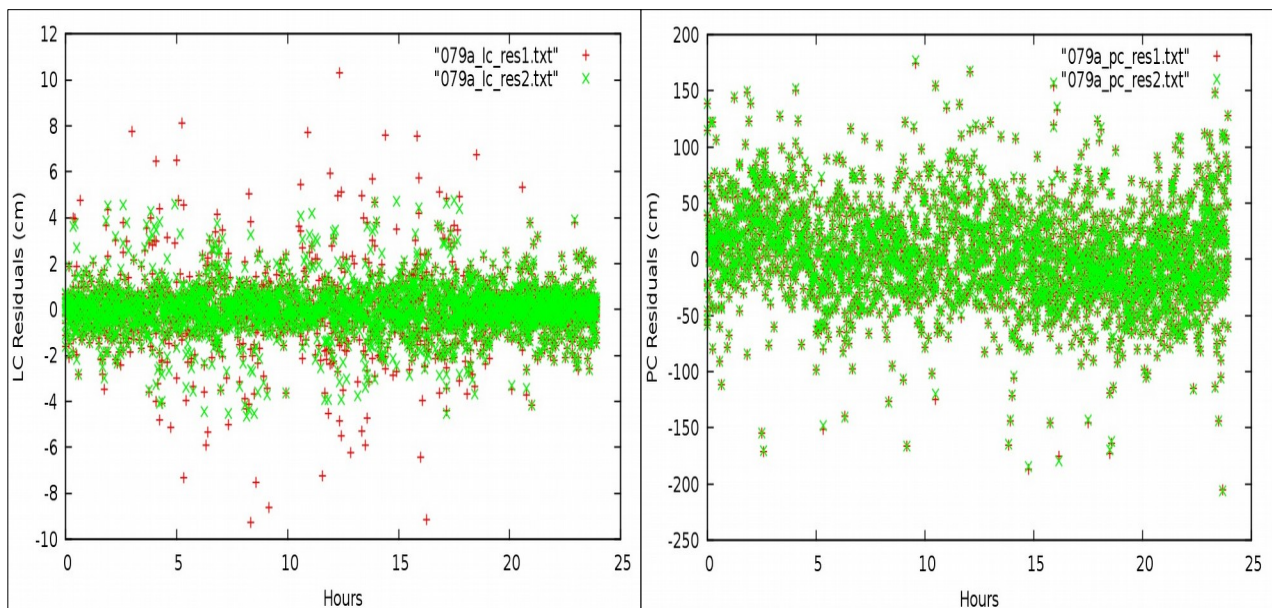 12
10
8
6
4
2
0
-2
-4
-6
-8
-10
LC Residuals (cm)
0 5 10 15 20 25
Hours
"079a_lc_res1.txt"
"079a_lc_res2.txt"
200
150
100
50
0
-50
-100
-150
-200
-250
PC Residuals (cm)
0 5 10 15 20 25
Hours
"079a_pc_res1.txt"
"079a_pc_res2.txt"